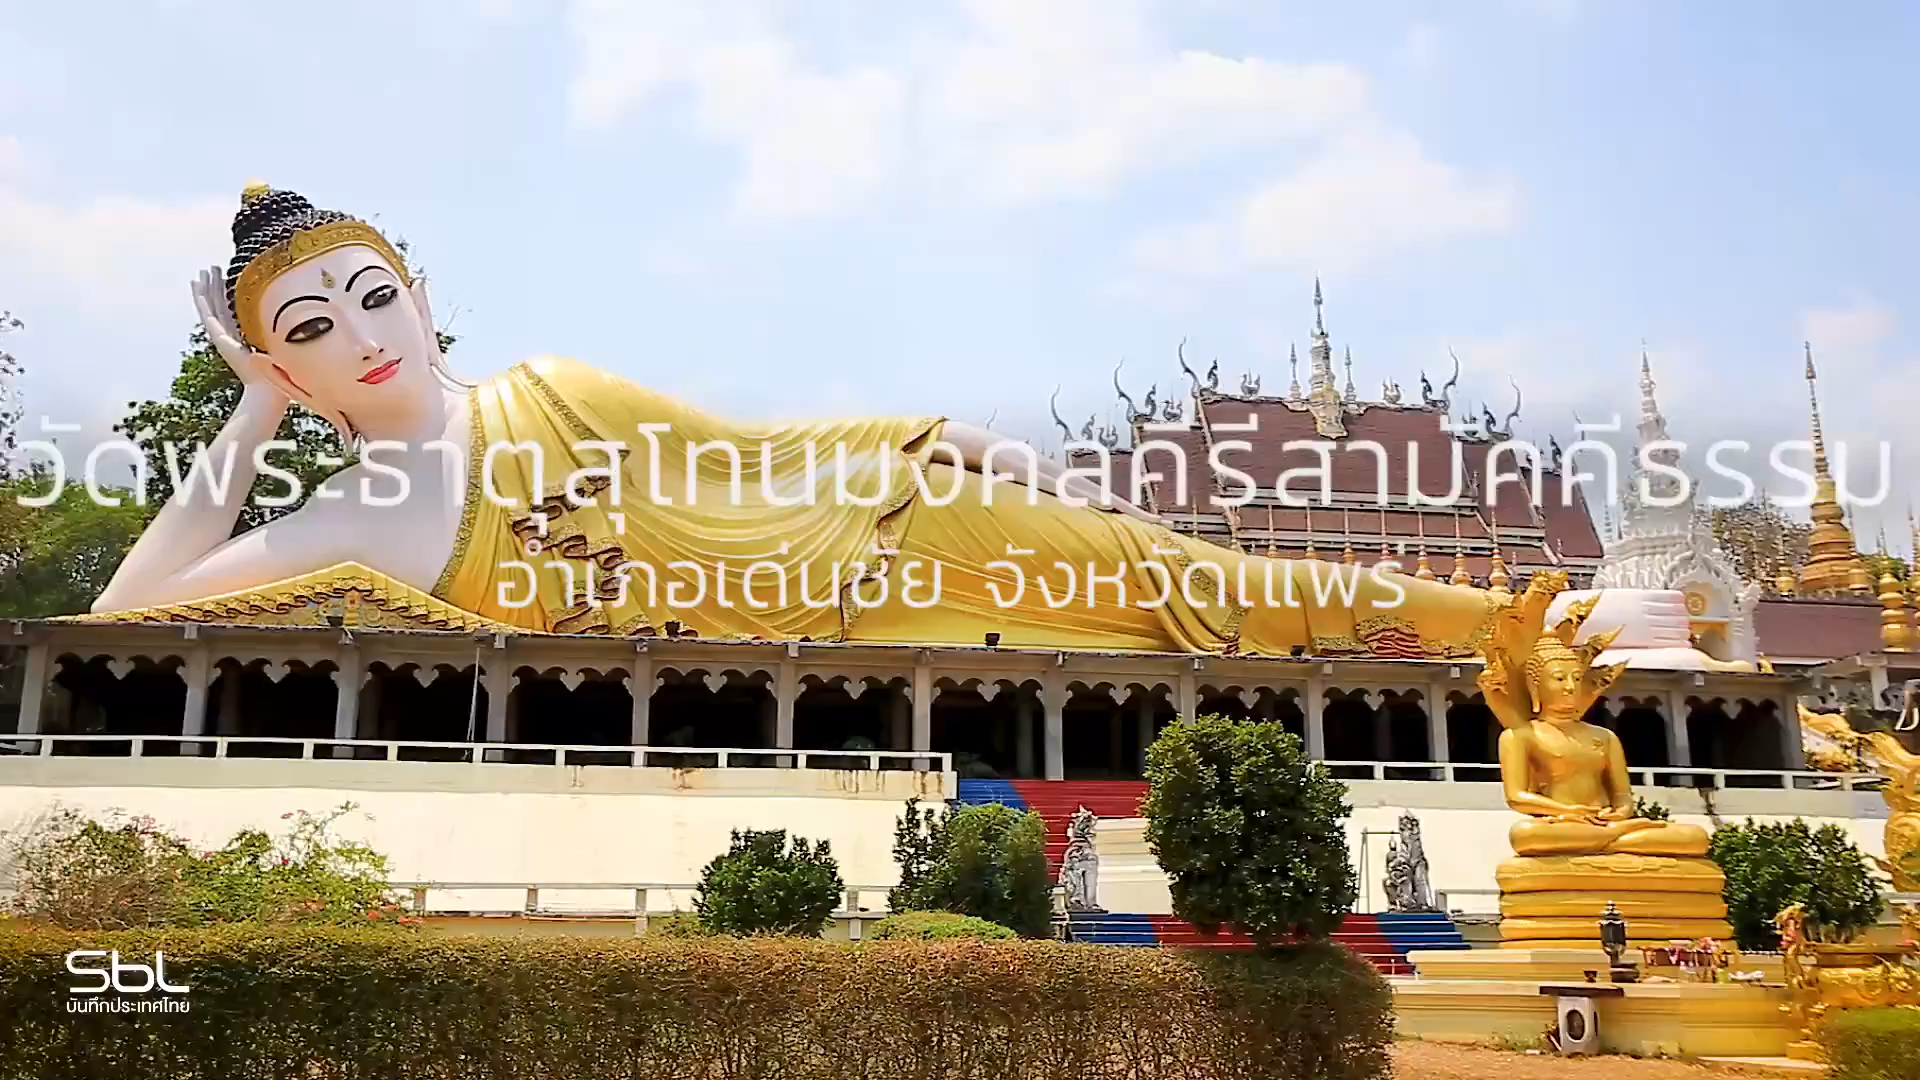 วัดพระธาตุสุโทนมงคลคีรีสามัคคีธรรม
อำเภอเด่นชัย จังหวัดแพร่
Sbl
บันทึกประเทศไทย